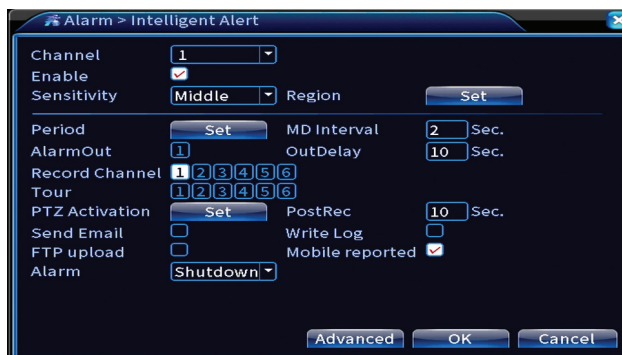 Alarm > Intelligent Alert
Channel 1
Enable
Sensitivity Middle Region Set
Period Set MD Interval 2 Sec.
AlarmOut 1 OutDelay 10 Sec.
Record Channel 1 2 3 4 5 6
Tour 1 2 3 4 5 6
PTZ Activation Set PostRec 10 Sec.
Send Email Write Log
FTP upload Mobile reported
Alarm Shutdown
Advanced OK Cancel